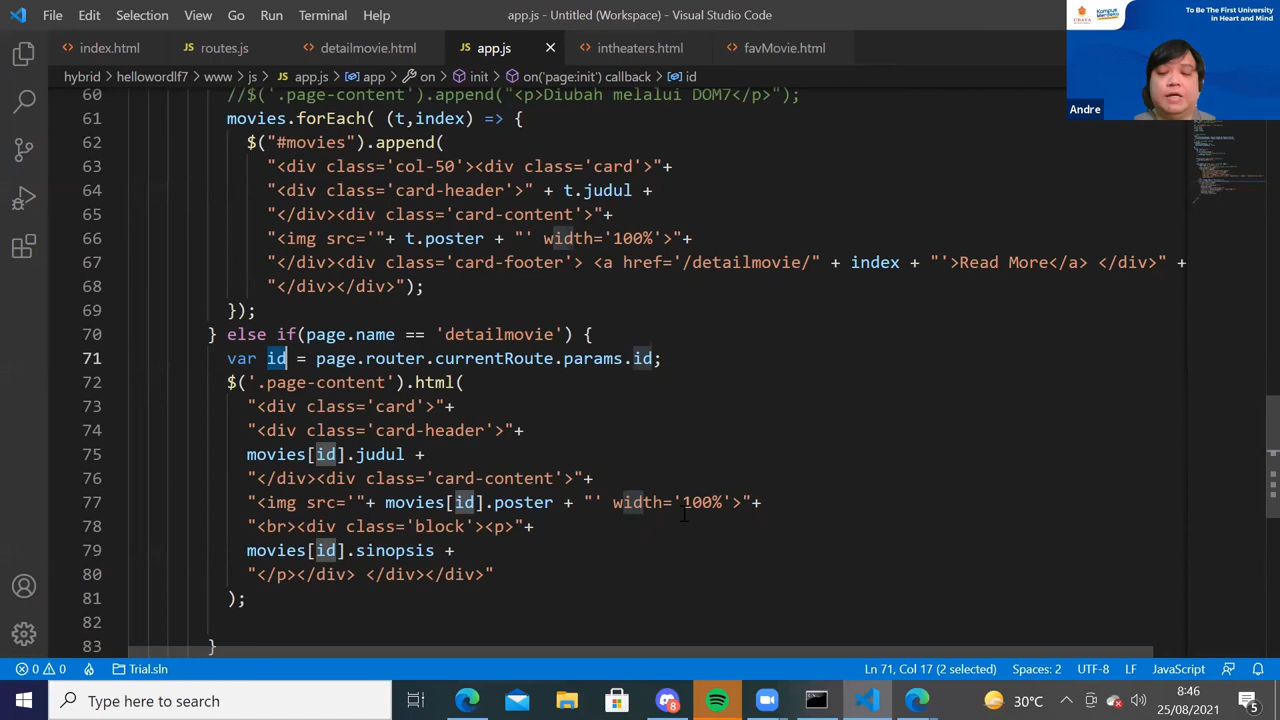 File Edit Selection View Go Run Terminal Help
app.js - Untitled (Workspace) - Visual Studio Code
UBAYA
Kampus Merdeka
To Be The First University
in Heart and Mind
Andre
index.html routes.js detailmovie.html app.js intheaters.html favMovie.html
hybrid > hellowordlf7 > www > js > app.js > app > on > init > on('page:init') callback > id
60 //$('.page-content').append("<p>Diubah melalui DOM7</p>");
61 movies.forEach( (t,index) => {
62 $("#movies").append(
63 "<div class='col-50'><div class='card'>"+
64 "<div class='card-header'>" + t.judul +
65 "</div><div class='card-content'>"+
66 "<img src='"+ t.poster + "' width='100%'>"+
67 "</div><div class='card-footer'> <a href='/detailmovie/" + index + "'>Read More</a> </div>" +
68 "</div></div>");
69 });
70 } else if(page.name == 'detailmovie') {
71 var id = page.router.currentRoute.params.id;
72 $('.page-content').html(
73 "<div class='card'>"+
74 "<div class='card-header'>"+
75 movies[id].judul +
76 "</div><div class='card-content'>"+
77 "<img src='"+ movies[id].poster + "' width='100%'>"+
78 "<br><div class='block'><p>"+
79 movies[id].sinopsis +
80 "</p></div> </div></div>"
81 );
82
83 }
0 0 Trial.sln Ln 71, Col 17 (2 selected) Spaces: 2 UTF-8 LF JavaScript
Type here to search
30°C
8:46
25/08/2021
5